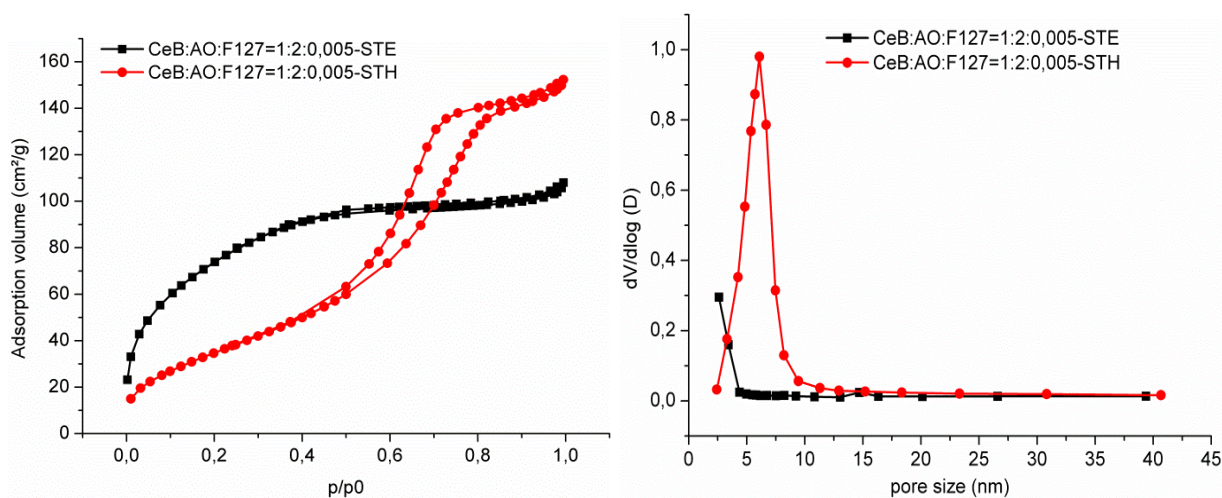 CeB:AO:F127=1:2:0,005-STE
CeB:AO:F127=1:2:0,005-STH
Adsorption volume (cm²/g)
160
140
120
100
80
60
40
20
0
0,0 0,2 0,4 0,6 0,8 1,0
p/p0
CeB:AO:F127=1:2:0,005-STE
CeB:AO:F127=1:2:0,005-STH
dV/dlog (D)
1,0
0,8
0,6
0,4
0,2
0,0
0 5 10 15 20 25 30 35 40 45
pore size (nm)